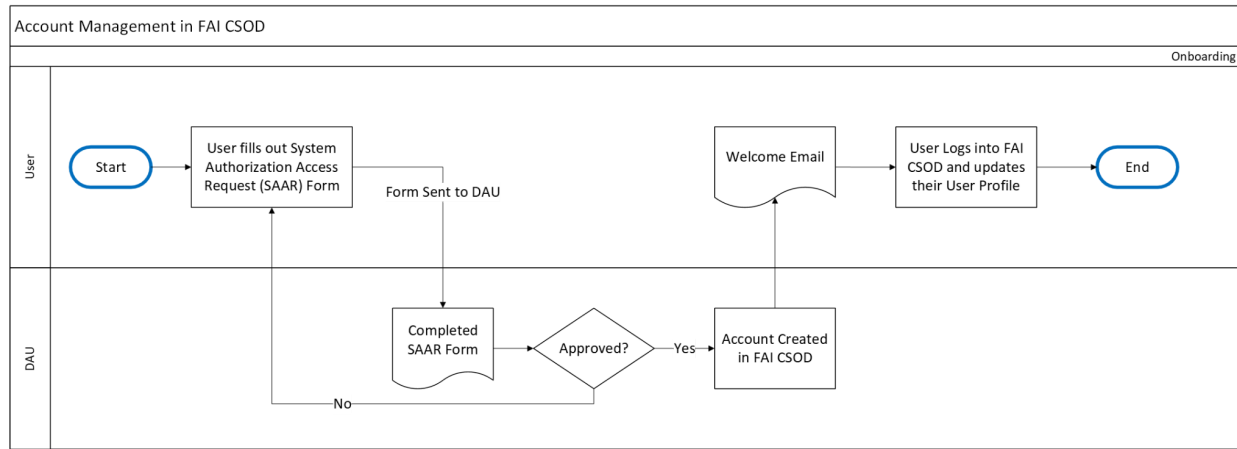 Account Management in FAI CSOD
Onboarding
User
Start
User fills out System
Authorization Access
Request (SAAR) Form
Form Sent to DAU
Welcome Email
User Logs into FAI
CSOD and updates
their User Profile
End
DAU
Completed
SAAR Form
Approved?
Yes
Account Created
in FAI CSOD
No